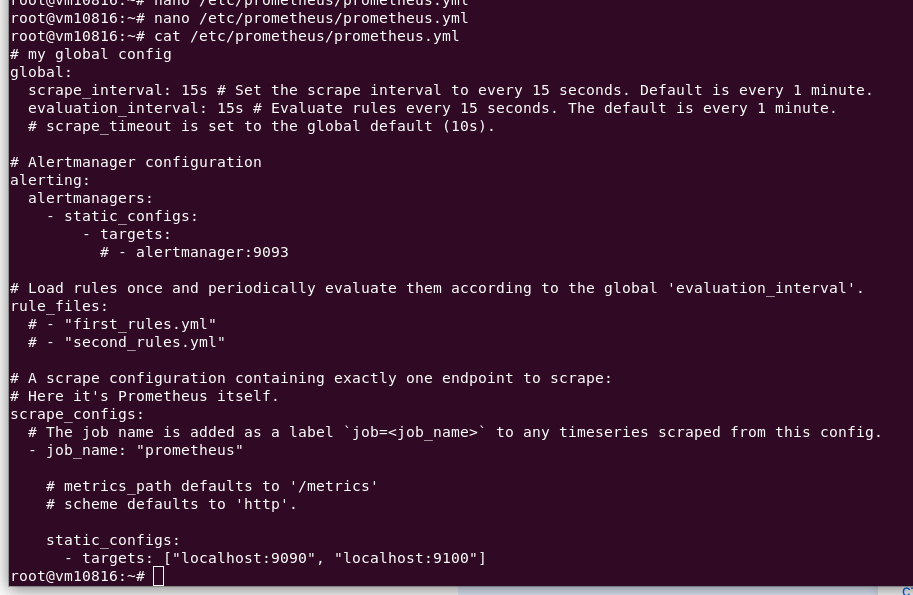 root@vm10816:~# nano /etc/prometheus/prometheus.yml
root@vm10816:~# nano /etc/prometheus/prometheus.yml
root@vm10816:~# cat /etc/prometheus/prometheus.yml
# my global config
global:
  scrape_interval: 15s # Set the scrape interval to every 15 seconds. Default is every 1 minute.
  evaluation_interval: 15s # Evaluate rules every 15 seconds. The default is every 1 minute.
  # scrape_timeout is set to the global default (10s).

# Alertmanager configuration
alerting:
  alertmanagers:
    - static_configs:
        - targets:
          # - alertmanager:9093

# Load rules once and periodically evaluate them according to the global 'evaluation_interval'.
rule_files:
  # - "first_rules.yml"
  # - "second_rules.yml"

# A scrape configuration containing exactly one endpoint to scrape:
# Here it's Prometheus itself.
scrape_configs:
  # The job name is added as a label `job=<job_name>` to any timeseries scraped from this config.
  - job_name: "prometheus"

    # metrics_path defaults to '/metrics'
    # scheme defaults to 'http'.

    static_configs:
      - targets: ["localhost:9090", "localhost:9100"]
root@vm10816:~#